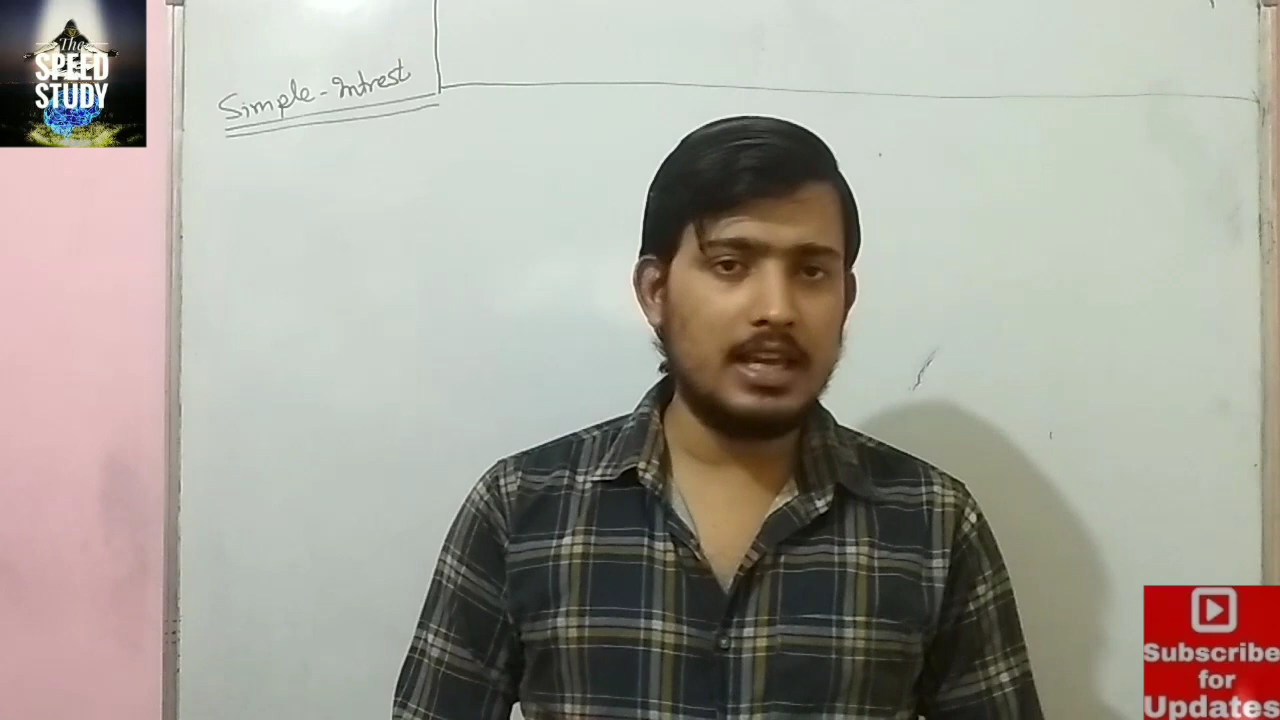 The
SPEED
STUDY
Simple-Intrest
Subscribe
for
Updates